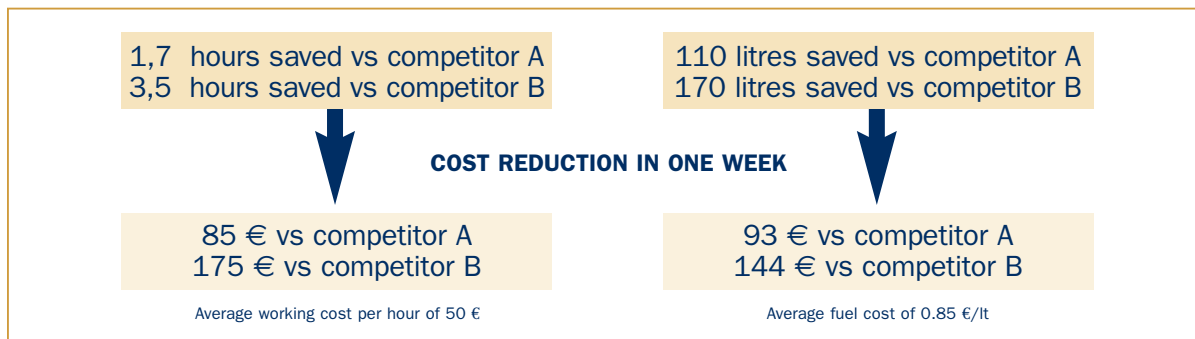 1,7 hours saved vs competitor A
3,5 hours saved vs competitor B
110 litres saved vs competitor A
170 litres saved vs competitor B
COST REDUCTION IN ONE WEEK
85 € vs competitor A
175 € vs competitor B
93 € vs competitor A
144 € vs competitor B
Average working cost per hour of 50 €
Average fuel cost of 0.85 €/lt